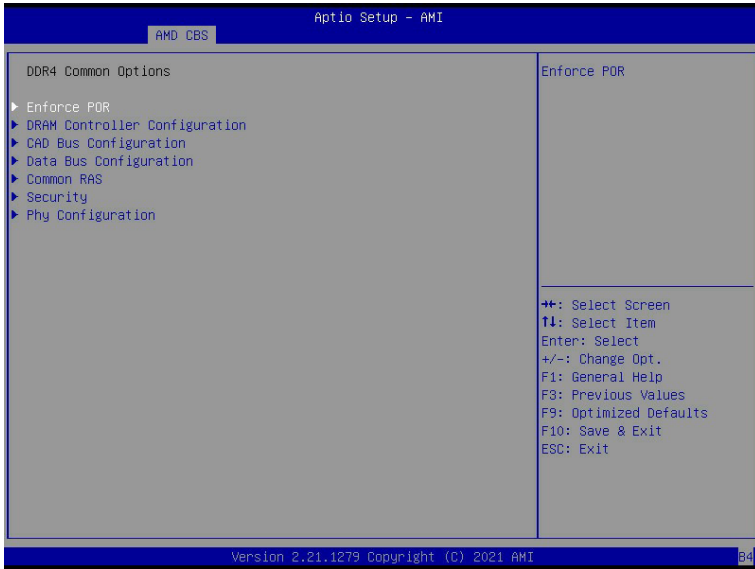 Aptio Setup - AMI
AMD CBS
DDR4 Common Options
Enforce POR
DRAM Controller Configuration
CAD Bus Configuration
Data Bus Configuration
Common RAS
Security
Phy Configuration
Enforce POR
→←: Select Screen
↑↓: Select Item
Enter: Select
+/-: Change Opt.
F1: General Help
F3: Previous Values
F9: Optimized Defaults
F10: Save & Exit
ESC: Exit
Version 2.21.1279 Copyright (C) 2021 AMI
B4